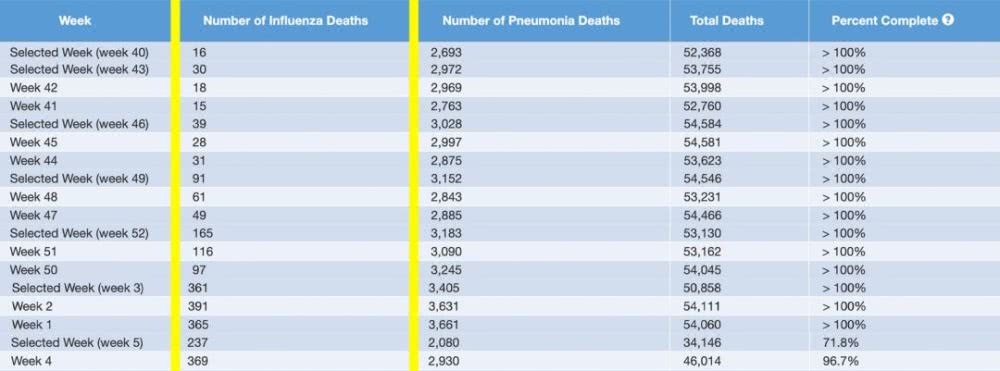 Week Number of Influenza Deaths Number of Pneumonia Deaths Total Deaths Percent Complete ?
Selected Week (week 40) 16 2,693 52,368 > 100%
Selected Week (week 43) 30 2,972 53,755 > 100%
Week 42 18 2,969 53,998 > 100%
Week 41 15 2,763 52,760 > 100%
Selected Week (week 46) 39 3,028 54,584 > 100%
Week 45 28 2,997 54,581 > 100%
Week 44 31 2,875 53,623 > 100%
Selected Week (week 49) 91 3,152 54,546 > 100%
Week 48 61 2,843 53,231 > 100%
Week 47 49 2,885 54,466 > 100%
Selected Week (week 52) 165 3,183 53,130 > 100%
Week 51 116 3,090 53,162 > 100%
Week 50 97 3,245 54,045 > 100%
Selected Week (week 3) 361 3,405 50,858 > 100%
Week 2 391 3,631 54,111 > 100%
Week 1 365 3,661 54,060 > 100%
Selected Week (week 5) 237 2,080 34,146 71.8%
Week 4 369 2,930 46,014 96.7%